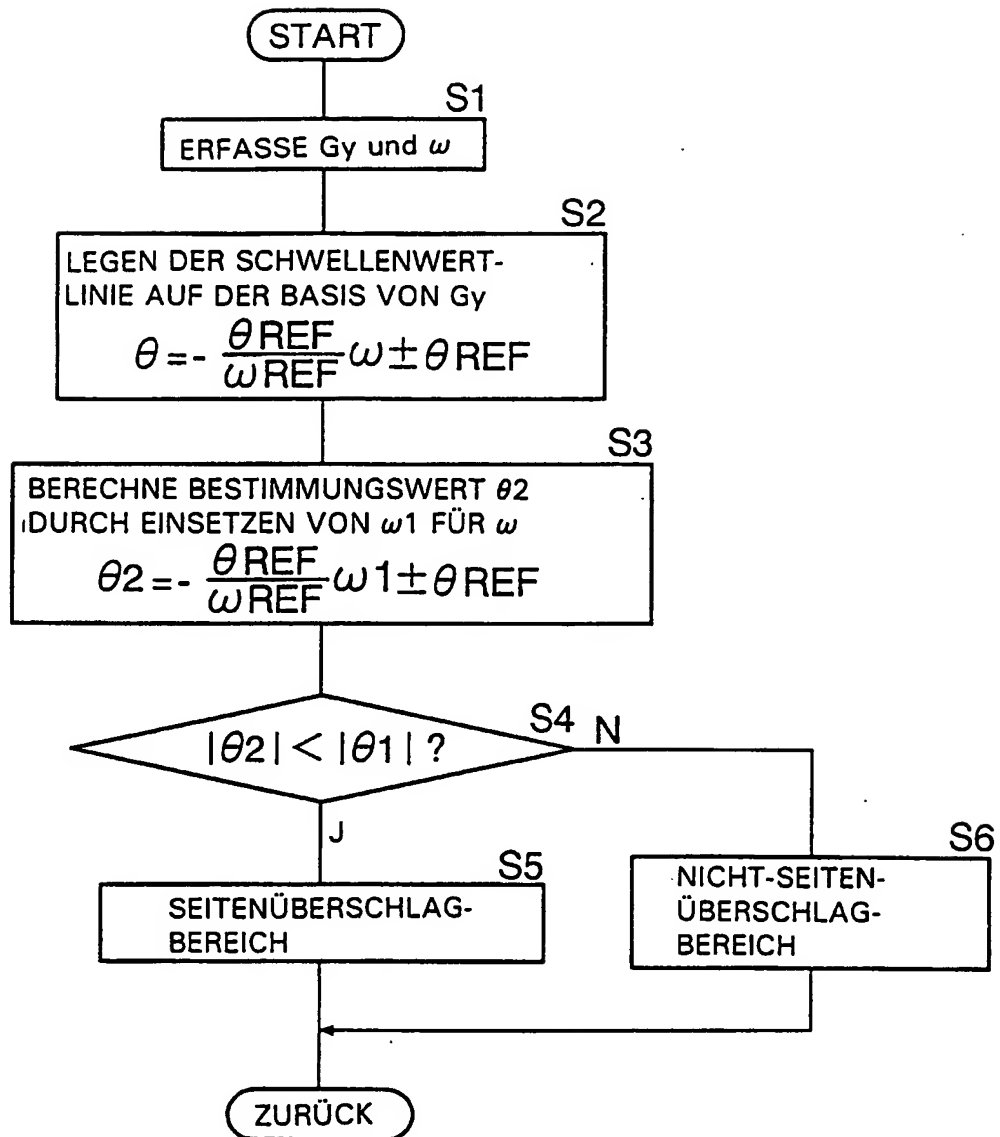 START
S1
ERFASSE Gy und ω
S2
LEGEN DER SCHWELLENWERT-
LINIE AUF DER BASIS VON Gy
θ = - θREF/ωREF ω ± θREF
S3
BERECHNE BESTIMMUNGSWERT θ2
DURCH EINSETZEN VON ω1 FÜR ω
θ2 = - θREF/ωREF ω1 ± θREF
S4
|θ2| < |θ1| ?
N
J
S5
SEITENÜBERSCHLAG-
BEREICH
S6
NICHT-SEITEN-
ÜBERSCHLAG-
BEREICH
ZURÜCK